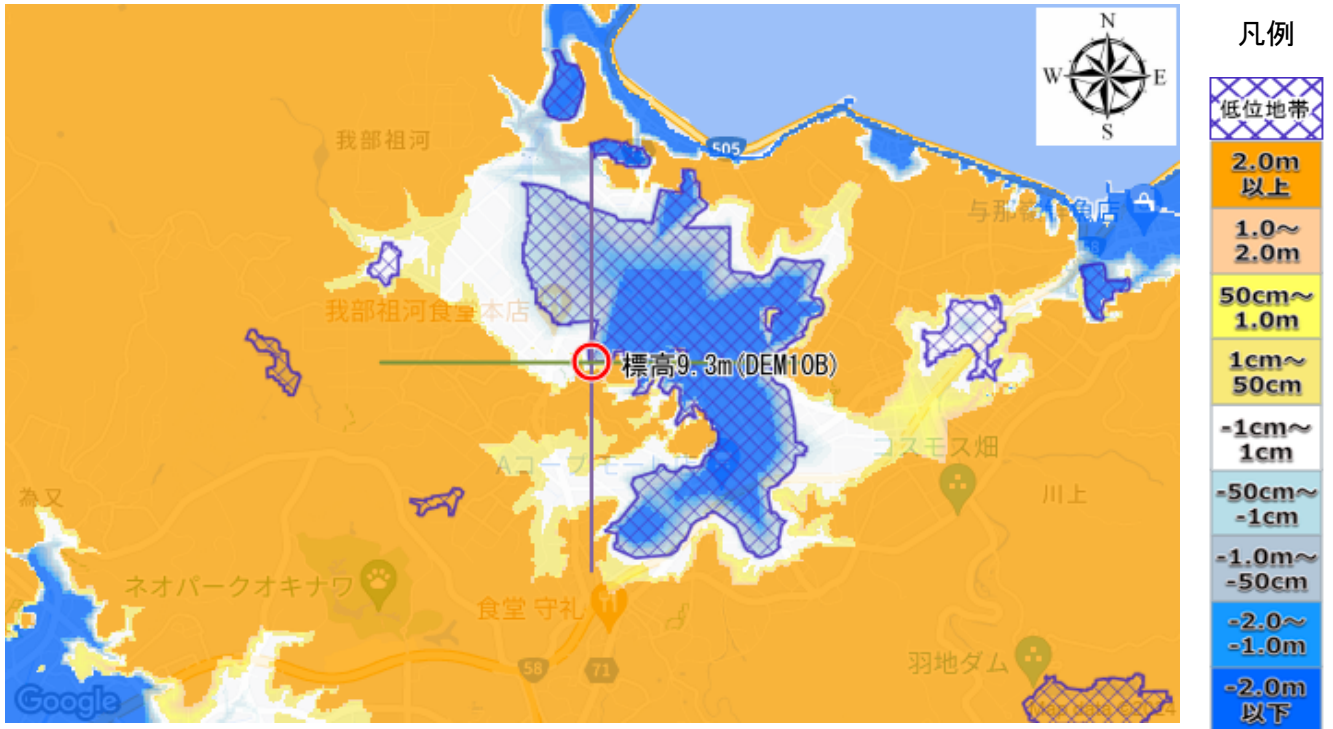 凡例
N
W
E
S
低位地帯
我部祖河
505
2.0m
以上
1.0～
2.0m
50cm～
1.0m
我部祖河食堂本店
標高9.3m(DEM10B)
1cm～
50cm
-1cm～
1cm
コスモス畑
Aコープ
為又
川上
-50cm～
-1cm
ネオパークオキナワ
食堂 守礼
-1.0m～
-50cm
-2.0～
-1.0m
58
71
羽地ダム
-2.0m
以下
Google